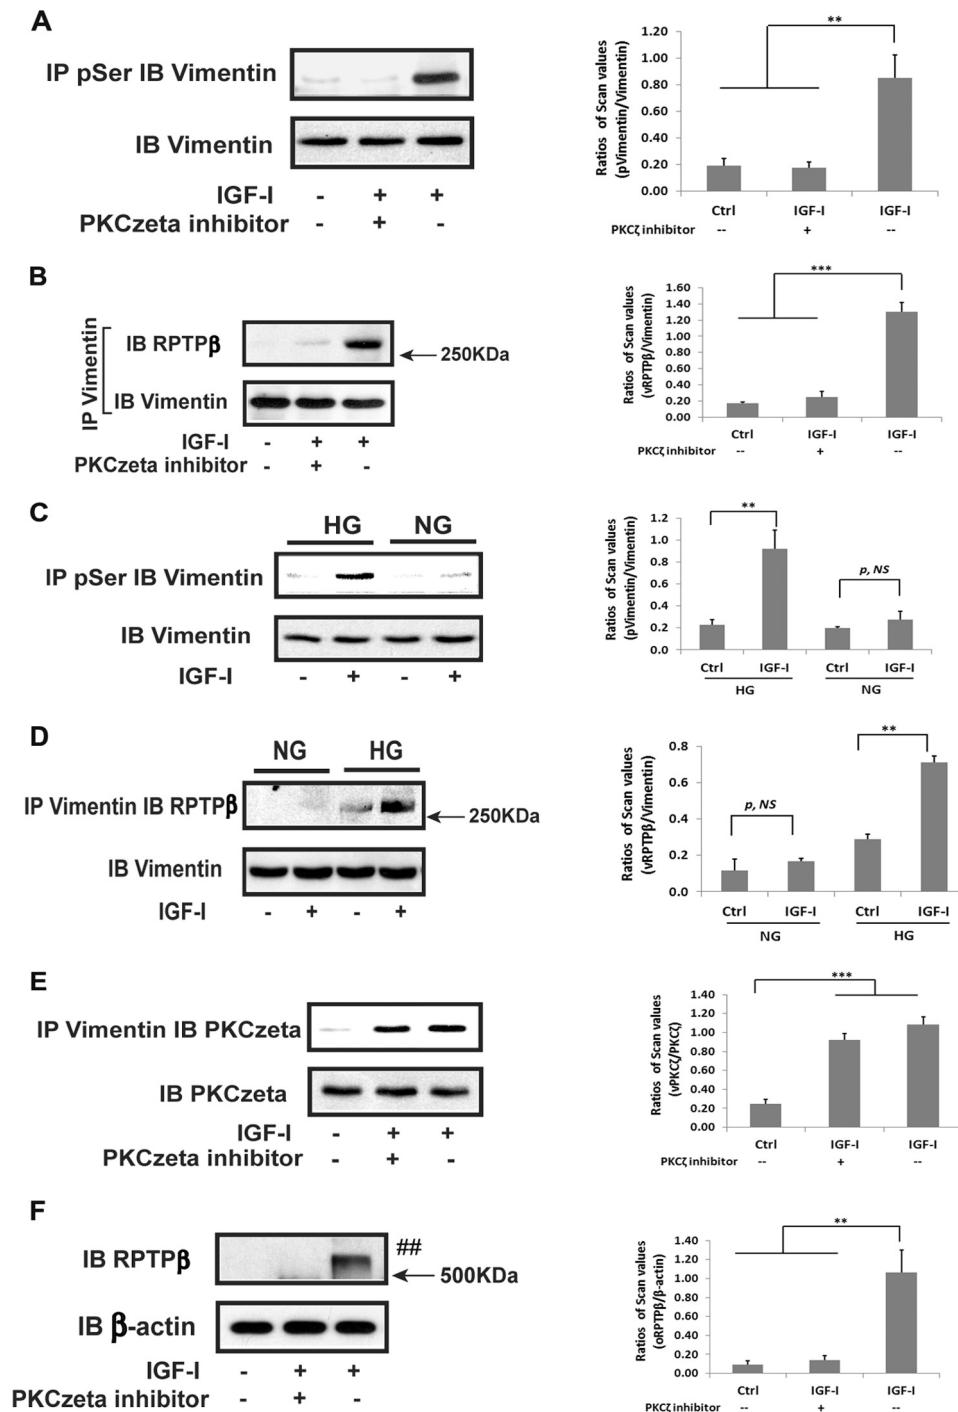 A
IP pSer IB Vimentin
IB Vimentin
IGF-I - + +
PKCzeta inhibitor - + -
Ratios of Scan values
(pVimentin/Vimentin)
1.20
1.00
0.80
0.60
0.40
0.20
0.00
**
Ctrl IGF-I IGF-I
PKCζ inhibitor -- + --
B
IP Vimentin
IB RPTPβ
250KDa
IB Vimentin
IGF-I - + +
PKCzeta inhibitor - + -
Ratios of Scan values
(vRPTPβ/Vimentin)
1.60
1.40
1.20
1.00
0.80
0.60
0.40
0.20
0.00
***
Ctrl IGF-I IGF-I
PKCζ inhibitor -- + --
C
HG NG
IP pSer IB Vimentin
IB Vimentin
IGF-I - + - +
Ratios of Scan values
(pVimentin/Vimentin)
1.2
1.0
0.8
0.6
0.4
0.2
0.0
**
p, NS
Ctrl IGF-I Ctrl IGF-I
HG NG
D
NG HG
IP Vimentin IB RPTPβ
250KDa
IB Vimentin
IGF-I - + - +
Ratios of Scan values
(vRPTPβ/Vimentin)
0.8
0.6
0.4
0.2
0.0
p, NS
**
Ctrl IGF-I Ctrl IGF-I
NG HG
E
IP Vimentin IB PKCzeta
IB PKCzeta
IGF-I - + +
PKCzeta inhibitor - + -
Ratios of Scan values
(vPKCζ/PKCζ)
1.40
1.20
1.00
0.80
0.60
0.40
0.20
0.00
***
Ctrl IGF-I IGF-I
PKCζ inhibitor -- + --
F
IB RPTPβ
##
500KDa
IB β-actin
IGF-I - + +
PKCzeta inhibitor - + -
Ratios of Scan values
(oRPTPβ/β-actin)
1.40
1.20
1.00
0.80
0.60
0.40
0.20
0.00
**
Ctrl IGF-I IGF-I
PKCζ inhibitor -- + --